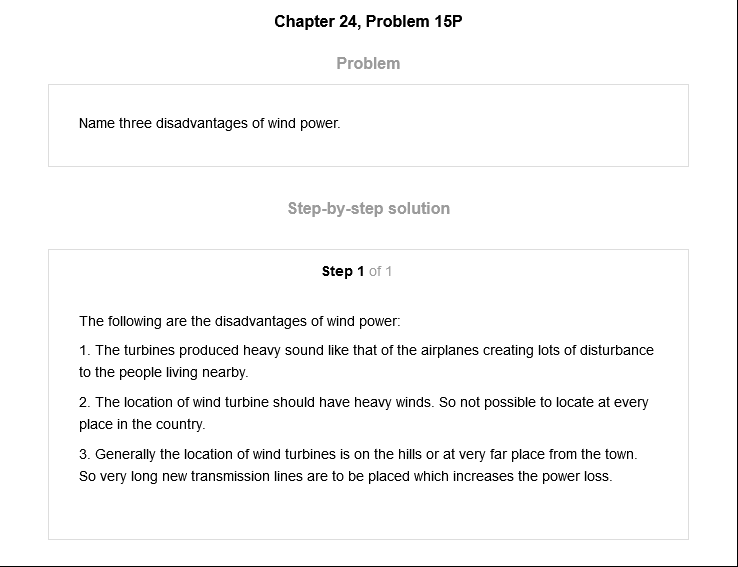 Chapter 24, Problem 15P
Problem
Name three disadvantages of wind power.
Step-by-step solution
Step 1 of 1
The following are the disadvantages of wind power:
1. The turbines produced heavy sound like that of the airplanes creating lots of disturbance
to the people living nearby.
2. The location of wind turbine should have heavy winds. So not possible to locate at every
place in the country.
3. Generally the location of wind turbines is on the hills or at very far place from the town.
So very long new transmission lines are to be placed which increases the power loss.